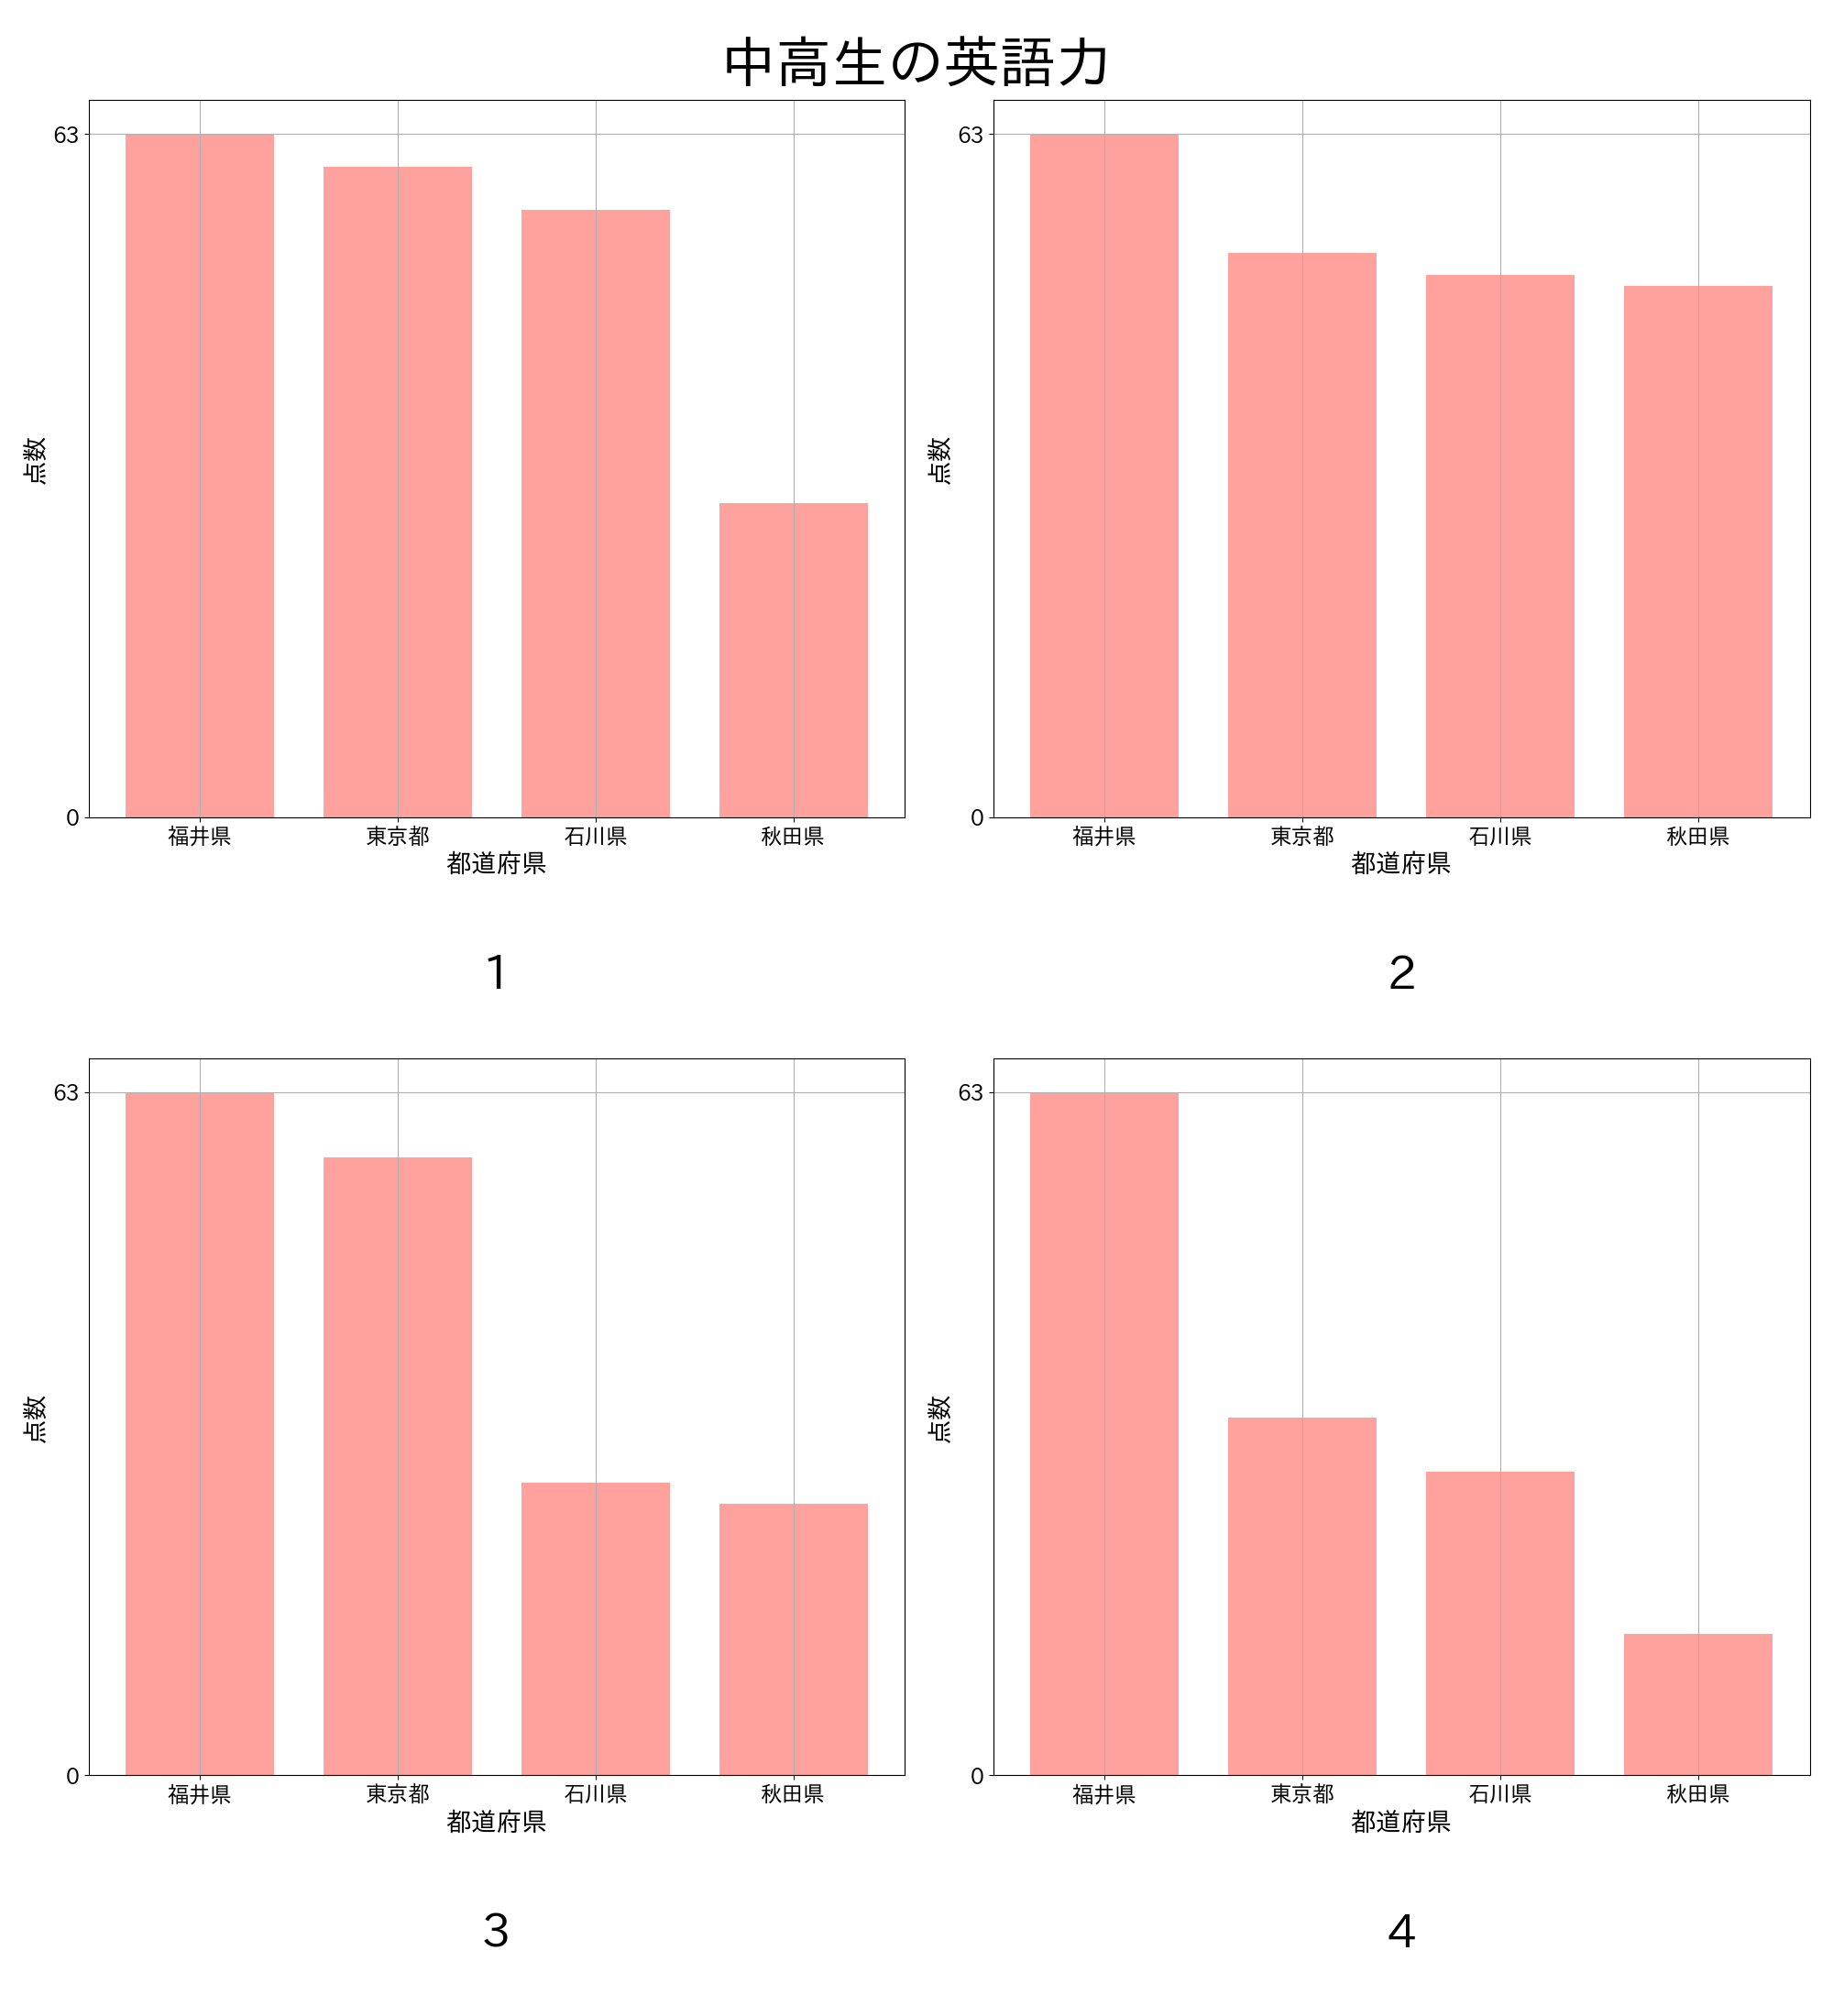 中高生の英語力
63
点数
0
福井県 東京都 石川県 秋田県
都道府県
1
63
点数
0
福井県 東京都 石川県 秋田県
都道府県
2
63
点数
0
福井県 東京都 石川県 秋田県
都道府県
3
63
点数
0
福井県 東京都 石川県 秋田県
都道府県
4